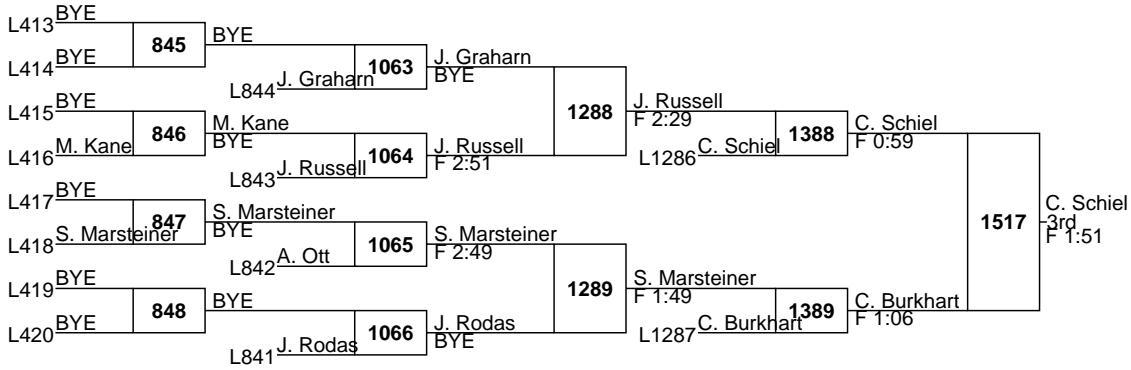 L413 BYE
845 BYE
L414 BYE
1063 J. Graharn
BYE
L844 J. Graharn
L415 BYE
846 M. Kane
BYE
L416 M. Kane
1064 J. Russell
F 2:51
L843 J. Russell
1288 J. Russell
F 2:29
L1286 C. Schiel
1388 C. Schiel
F 0:59
L417 BYE
847 S. Marsteiner
BYE
L418 S. Marsteiner
1065 S. Marsteiner
F 2:49
L842 A. Ott
L419 BYE
848 BYE
L420 BYE
1066 J. Rodas
BYE
L841 J. Rodas
1289 S. Marsteiner
F 1:49
L1287 C. Burkhart
1389 C. Burkhart
F 1:06
1517 C. Schiel
3rd
F 1:51